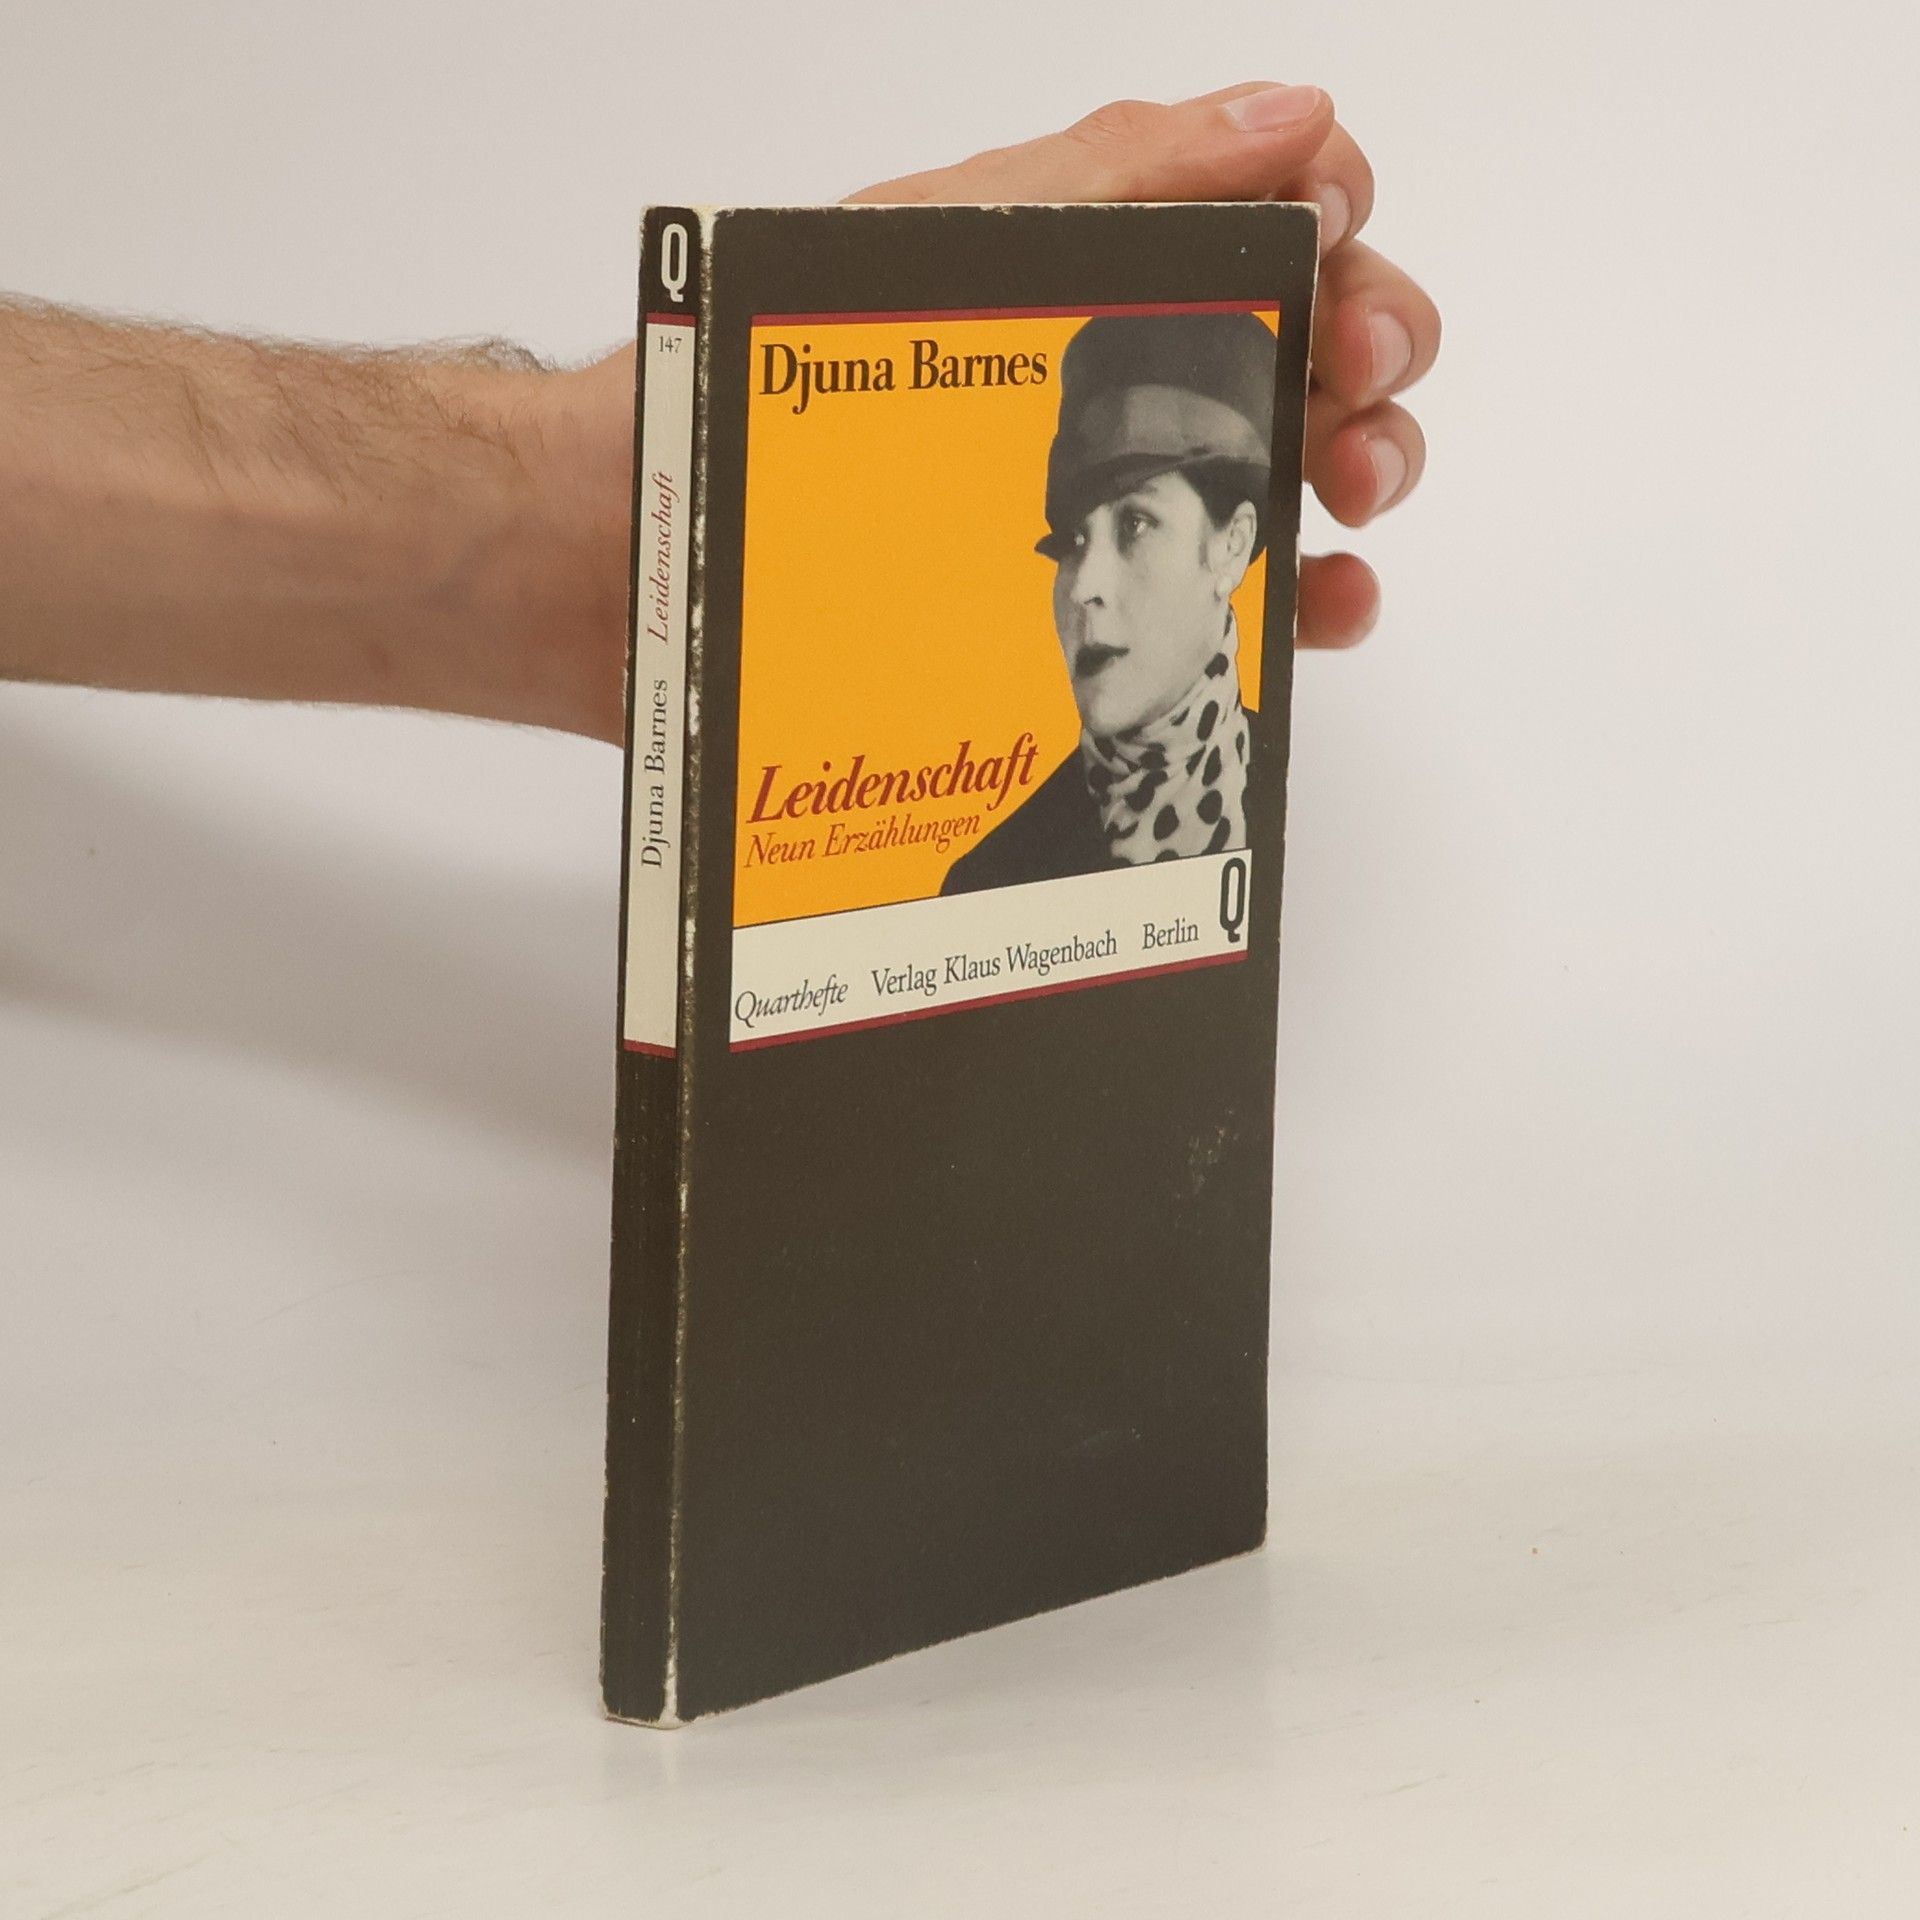 Q
147
Djuna Barnes Leidenschaft
Djuna Barnes
Leidenschaft
Neun Erzählungen
Quarthefte Verlag Klaus Wagenbach Berlin Q